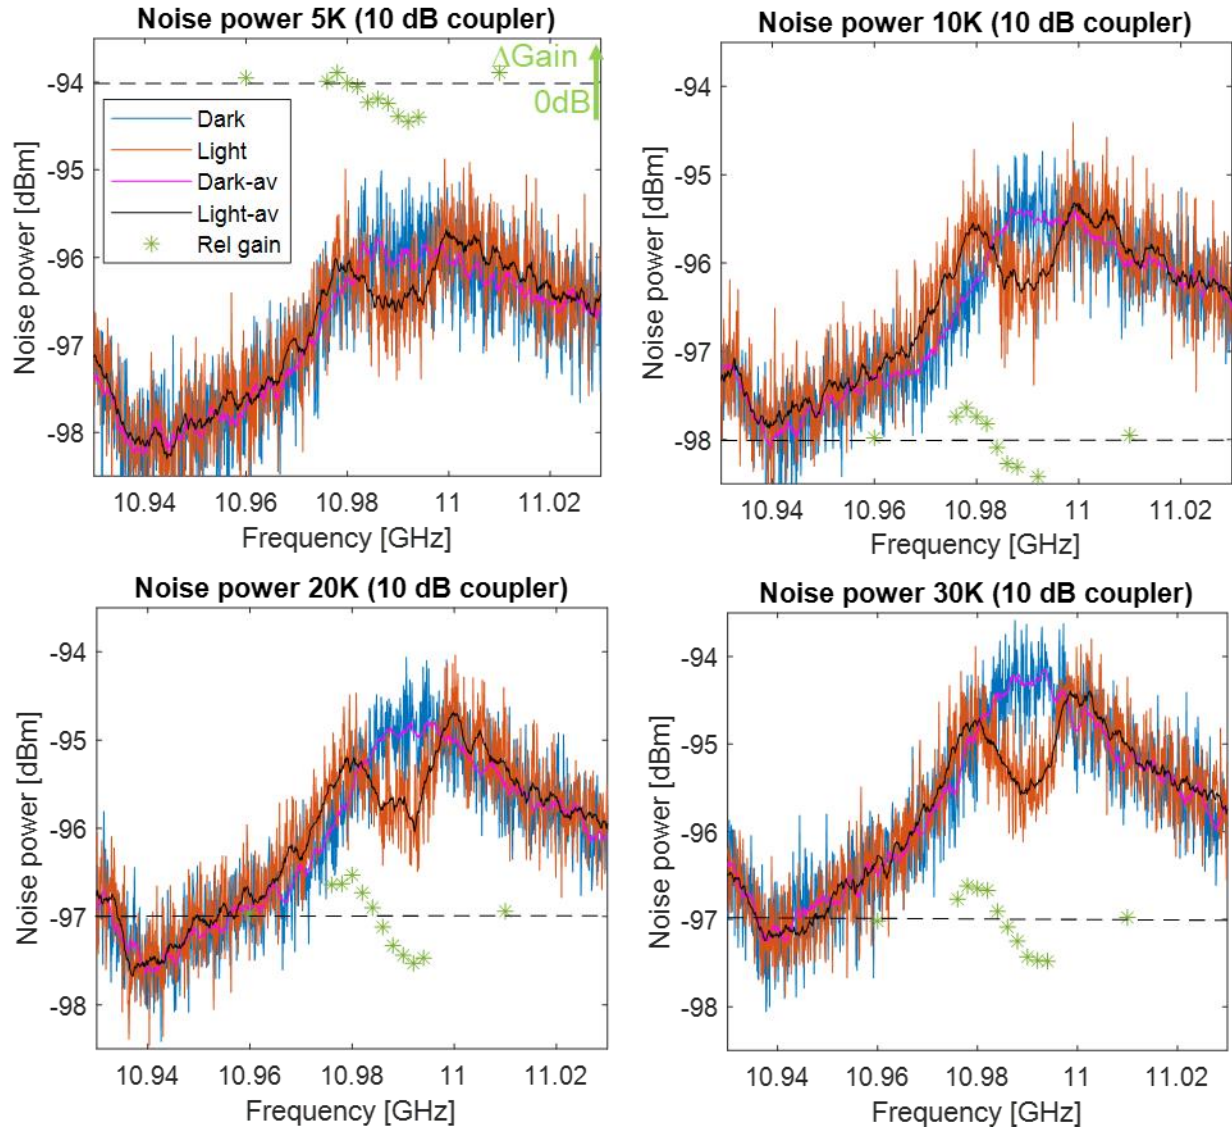 Noise power 5K (10 dB coupler)
Noise power [dBm]
-94
-95
-96
-97
-98
ΔGain
0dB
Dark
Light
Dark-av
Light-av
Rel gain
10.94 10.96 10.98 11 11.02
Frequency [GHz]
Noise power 10K (10 dB coupler)
Noise power [dBm]
-94
-95
-96
-97
-98
10.94 10.96 10.98 11 11.02
Frequency [GHz]
Noise power 20K (10 dB coupler)
Noise power [dBm]
-94
-95
-96
-97
-98
10.94 10.96 10.98 11 11.02
Frequency [GHz]
Noise power 30K (10 dB coupler)
Noise power [dBm]
-94
-95
-96
-97
-98
10.94 10.96 10.98 11 11.02
Frequency [GHz]